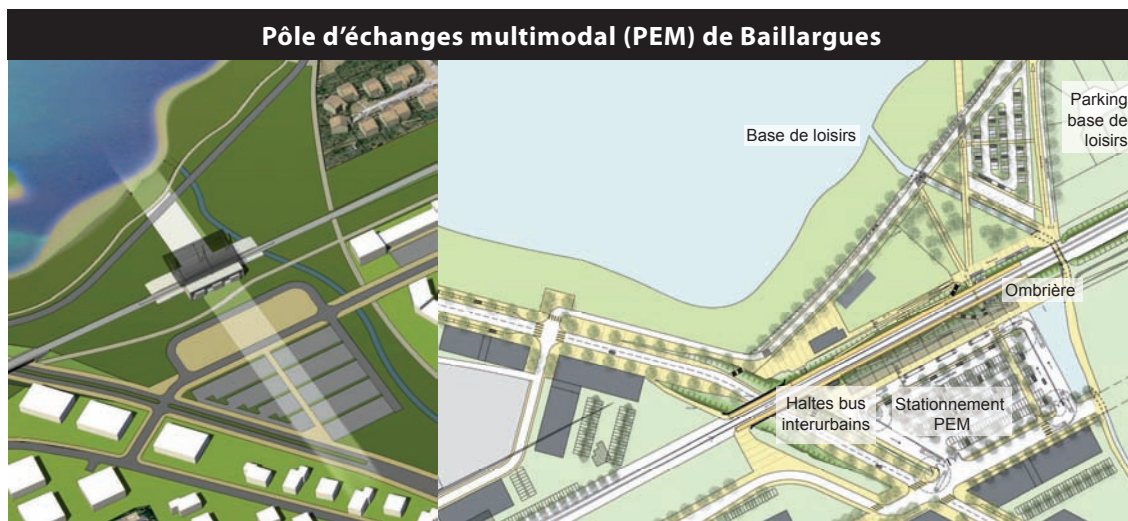 Pôle d’échanges multimodal (PEM) de Baillargues
Base de loisirs
Parking
base de
loisirs
Ombrière
Haltes bus
interurbains
Stationnement
PEM